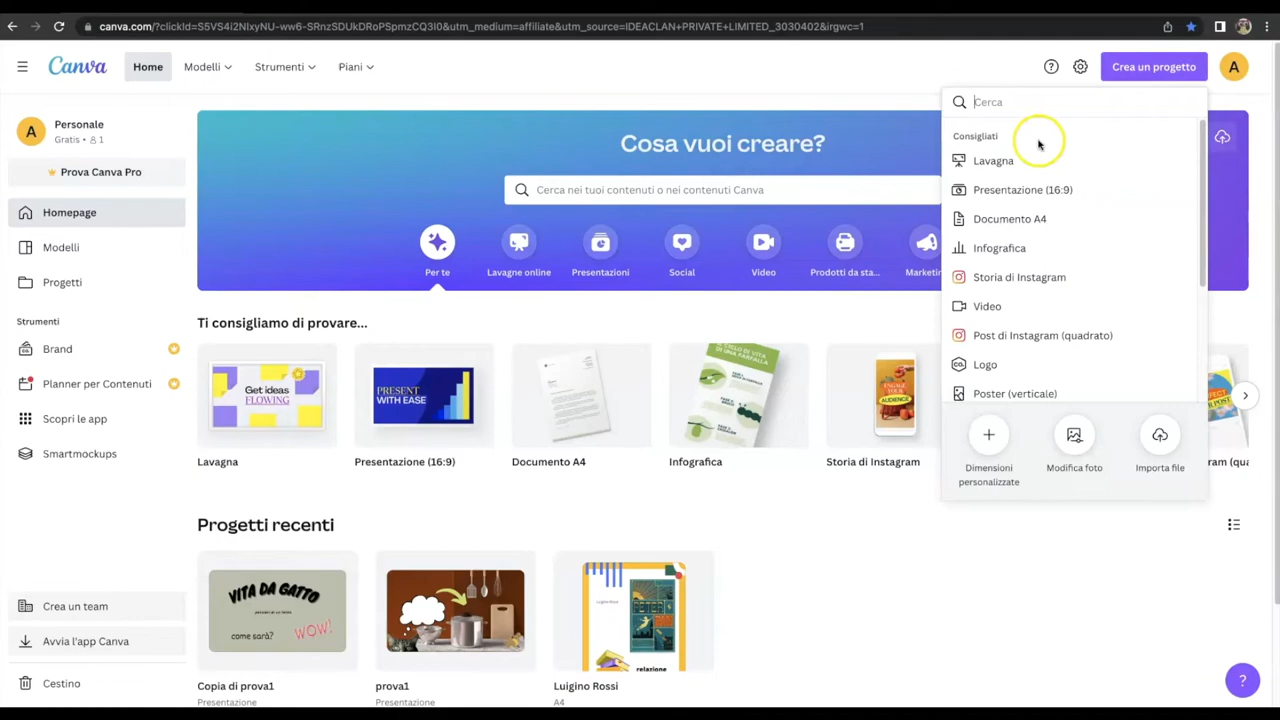 canva.com/?clickId=S5VS4i2NIxyNU-ww6-SRnzSDUkDRoPSpmzCQ3I0&utm_medium=affiliate&utm_source=IDEACLAN+PRIVATE+LIMITED_3030402&irgwc=1
Canva
Home
Modelli
Strumenti
Piani
Crea un progetto
A
A
Personale
Gratis • 1
Prova Canva Pro
Homepage
Modelli
Progetti
Strumenti
Brand
Planner per Contenuti
Scopri le app
Smartmockups
Crea un team
Avvia l'app Canva
Cestino
Cosa vuoi creare?
Cerca nei tuoi contenuti o nei contenuti Canva
Per te
Lavagne online
Presentazioni
Social
Video
Prodotti da sta...
Cerca
Consigliati
Lavagna
Presentazione (16:9)
Documento A4
Infografica
Storia di Instagram
Video
Post di Instagram (quadrato)
Logo
Poster (verticale)
Dimensioni
personalizzate
Modifica foto
Importa file
Ti consigliamo di provare...
Get ideas
FLOWING
PRESENT
WITH EASE
ENGAGE
YOUR
AUDIENCE
Lavagna
Presentazione (16:9)
Documento A4
Infografica
Storia di Instagram
Progetti recenti
VITA DA GATTO
come sarà?
WOW!
Luigino Rossi
relazione
Copia di prova1
Presentazione
prova1
Presentazione
Luigino Rossi
A4
?